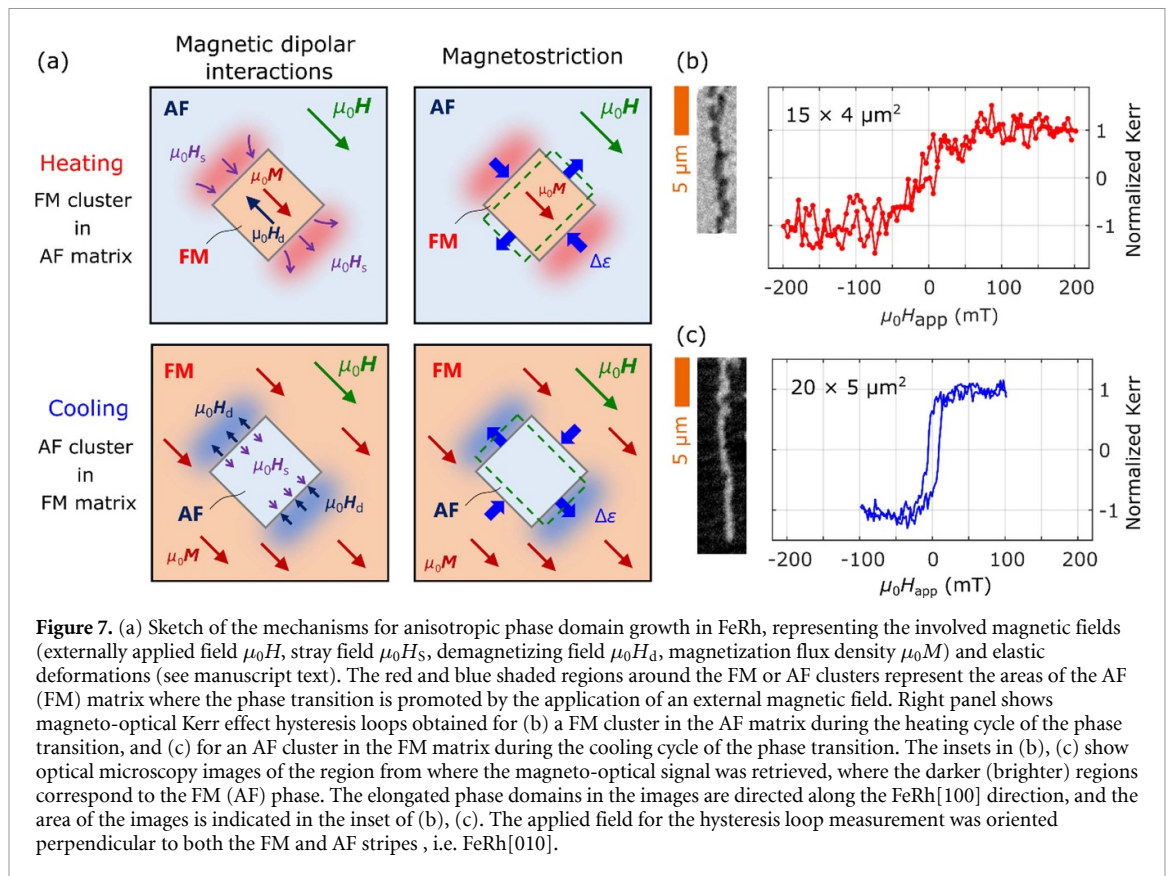 (a)
Magnetic dipolar
interactions
Magnetostriction
Heating
FM cluster
in
AF matrix
AF
μ₀H
μ₀Hs
μ₀M
μ₀Hd
FM
μ₀Hs
μ₀H
μ₀M
FM
Δε
Cooling
AF cluster
in
FM matrix
FM
μ₀H
μ₀Hd
μ₀Hs
AF
μ₀Hd
μ₀M
FM
μ₀H
AF
Δε
μ₀M
(b)
5 μm
15 × 4 μm²
1
0
-1
Normalized Kerr
-200 -100 0 100 200
μ₀Happ (mT)
(c)
5 μm
20 × 5 μm²
1
0
-1
Normalized Kerr
-200 -100 0 100 200
μ₀Happ (mT)
Figure 7. (a) Sketch of the mechanisms for anisotropic phase domain growth in FeRh, representing the involved magnetic fields
(externally applied field μ₀H, stray field μ₀HS, demagnetizing field μ₀Hd, magnetization flux density μ₀M) and elastic
deformations (see manuscript text). The red and blue shaded regions around the FM or AF clusters represent the areas of the AF
(FM) matrix where the phase transition is promoted by the application of an external magnetic field. Right panel shows
magneto-optical Kerr effect hysteresis loops obtained for (b) a FM cluster in the AF matrix during the heating cycle of the phase
transition, and (c) for an AF cluster in the FM matrix during the cooling cycle of the phase transition. The insets in (b), (c) show
optical microscopy images of the region from where the magneto-optical signal was retrieved, where the darker (brighter) regions
correspond to the FM (AF) phase. The elongated phase domains in the images are directed along the FeRh[100] direction, and the
area of the images is indicated in the inset of (b), (c). The applied field for the hysteresis loop measurement was oriented
perpendicular to both the FM and AF stripes , i.e. FeRh[010].